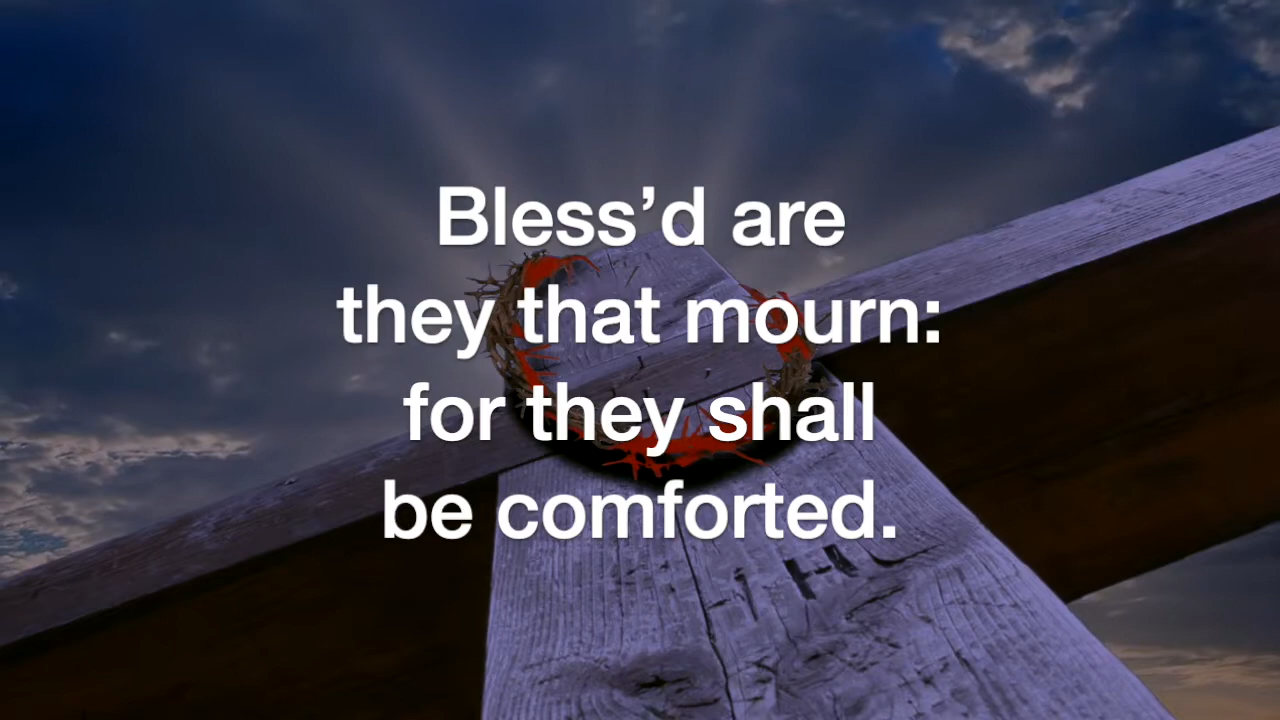 Bless’d are
they that mourn:
for they shall
be comforted.